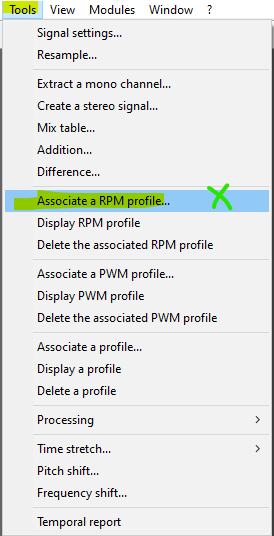 Tools View Modules Window ?
Signal settings...
Resample...
Extract a mono channel...
Create a stereo signal...
Mix table...
Addition...
Difference...
Associate a RPM profile...
Display RPM profile
Delete the associated RPM profile
Associate a PWM profile...
Display PWM profile
Delete the associated PWM profile
Associate a profile...
Display a profile
Delete a profile
Processing
Time stretch...
Pitch shift...
Frequency shift...
Temporal report